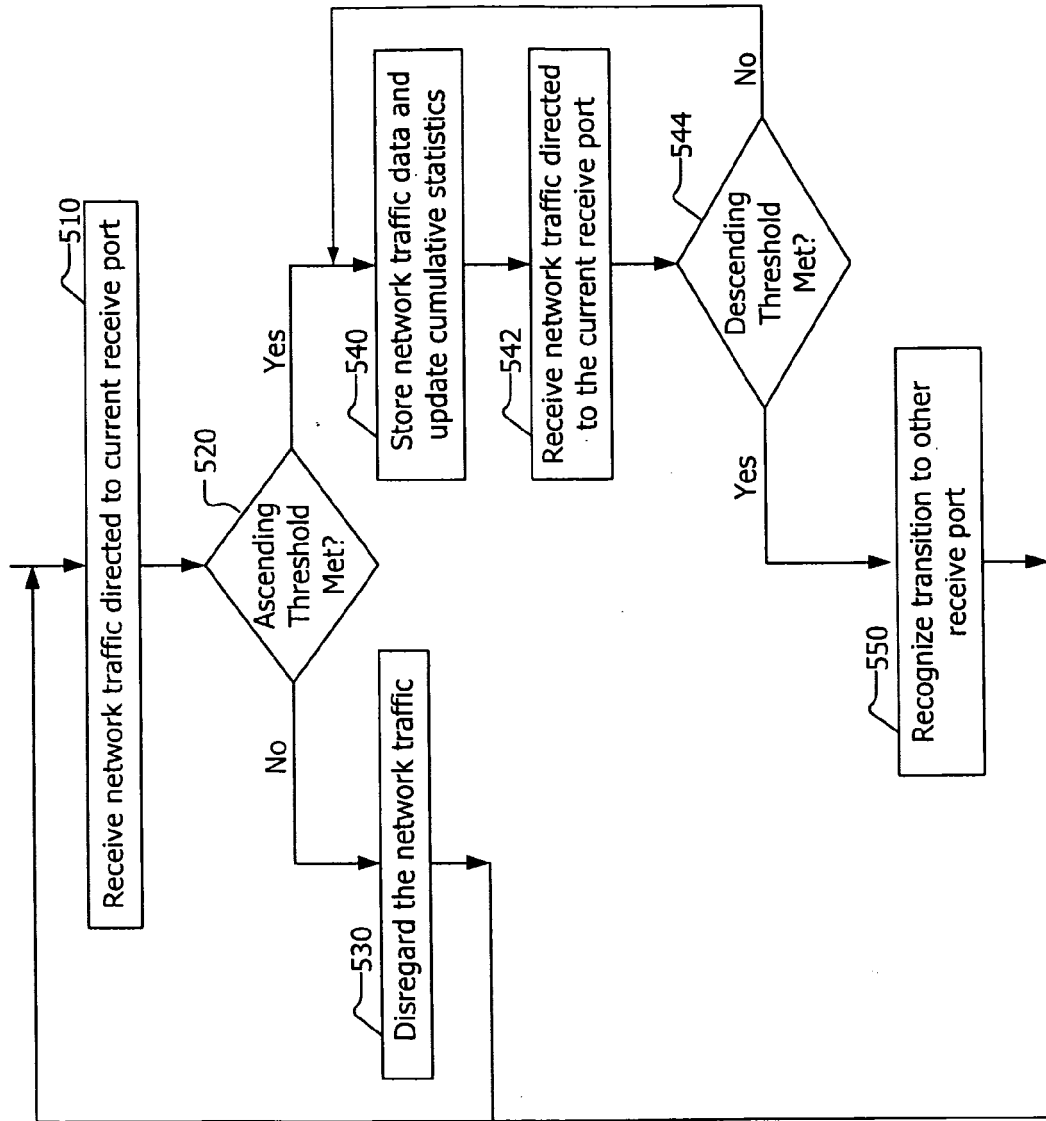 510
Receive network traffic directed to current receive port
520
Ascending
Threshold
Met?
No
Yes
530
Disregard the network traffic
540
Store network traffic data and
update cumulative statistics
542
Receive network traffic directed
to the current receive port
544
Descending
Threshold
Met?
Yes
No
550
Recognize transition to other
receive port